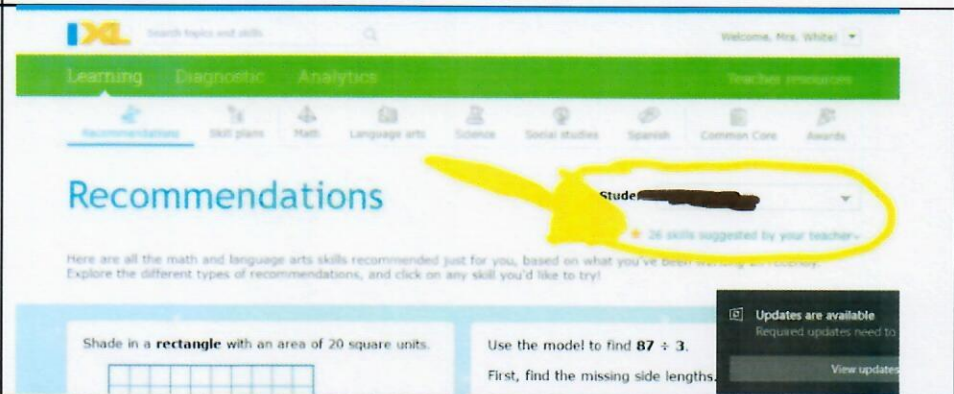 IXL Search topics and skills Welcome, Mrs. White!
Learning Diagnostic Analytics Teacher resources
Recommendations Skill plans Math Language arts Science Social studies Spanish Common Core Awards
Recommendations
26 skills suggested by your teacher
Here are all the math and language arts skills recommended just for you, based on what you've been working on recently.
Explore the different types of recommendations, and click on any skill you'd like to try!
Updates are available
Required updates need to
View updates
Shade in a rectangle with an area of 20 square units.
Use the model to find 87 ÷ 3.
First, find the missing side lengths.